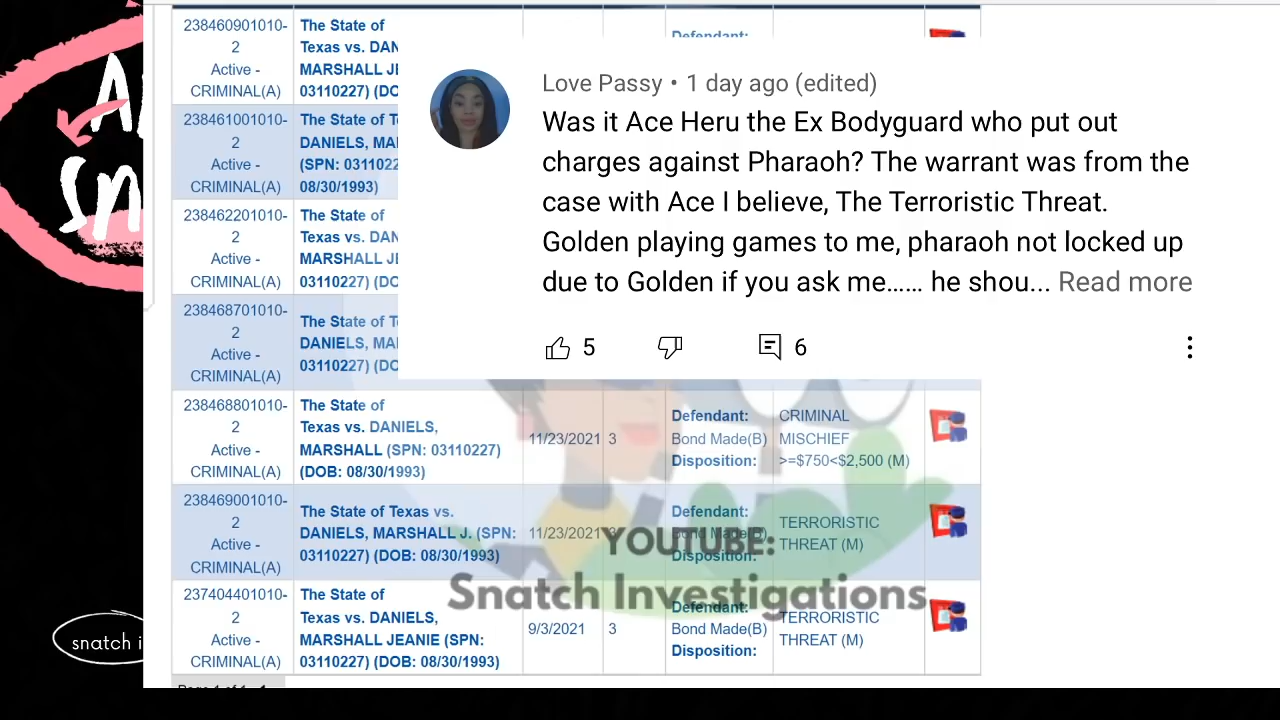 238460901010-
2
Active -
CRIMINAL(A)
The State of
Texas vs. DAN
MARSHALL JE
03110227) (DO
Defendant:
238461001010-
2
Active -
CRIMINAL(A)
The State of T
DANIELS, MA
(SPN: 0311022
08/30/1993)
238462201010-
2
Active -
CRIMINAL(A)
The State of
Texas vs. DAN
MARSHALL JE
03110227) (DO
238468701010-
2
Active -
CRIMINAL(A)
The State of T
DANIELS, MA
03110227) (DO
Love Passy • 1 day ago (edited)
Was it Ace Heru the Ex Bodyguard who put out
charges against Pharaoh? The warrant was from the
case with Ace I believe, The Terroristic Threat.
Golden playing games to me, pharaoh not locked up
due to Golden if you ask me...... he shou... Read more
5
6
238468801010-
2
Active -
CRIMINAL(A)
The State of
Texas vs. DANIELS,
MARSHALL (SPN: 03110227)
(DOB: 08/30/1993)
11/23/2021
3
Defendant:
Bond Made(B)
Disposition:
CRIMINAL
MISCHIEF
>=$750<$2,500 (M)
238469001010-
2
Active -
CRIMINAL(A)
The State of Texas vs.
DANIELS, MARSHALL J. (SPN:
03110227) (DOB: 08/30/1993)
11/23/2021
3
Defendant:
Bond Made(B)
Disposition:
TERRORISTIC
THREAT (M)
YOUTUBE:
Snatch Investigations
237404401010-
2
Active -
CRIMINAL(A)
The State of
Texas vs. DANIELS,
MARSHALL JEANIE (SPN:
03110227) (DOB: 08/30/1993)
9/3/2021
3
Defendant:
Bond Made(B)
Disposition:
TERRORISTIC
THREAT (M)
snatch i